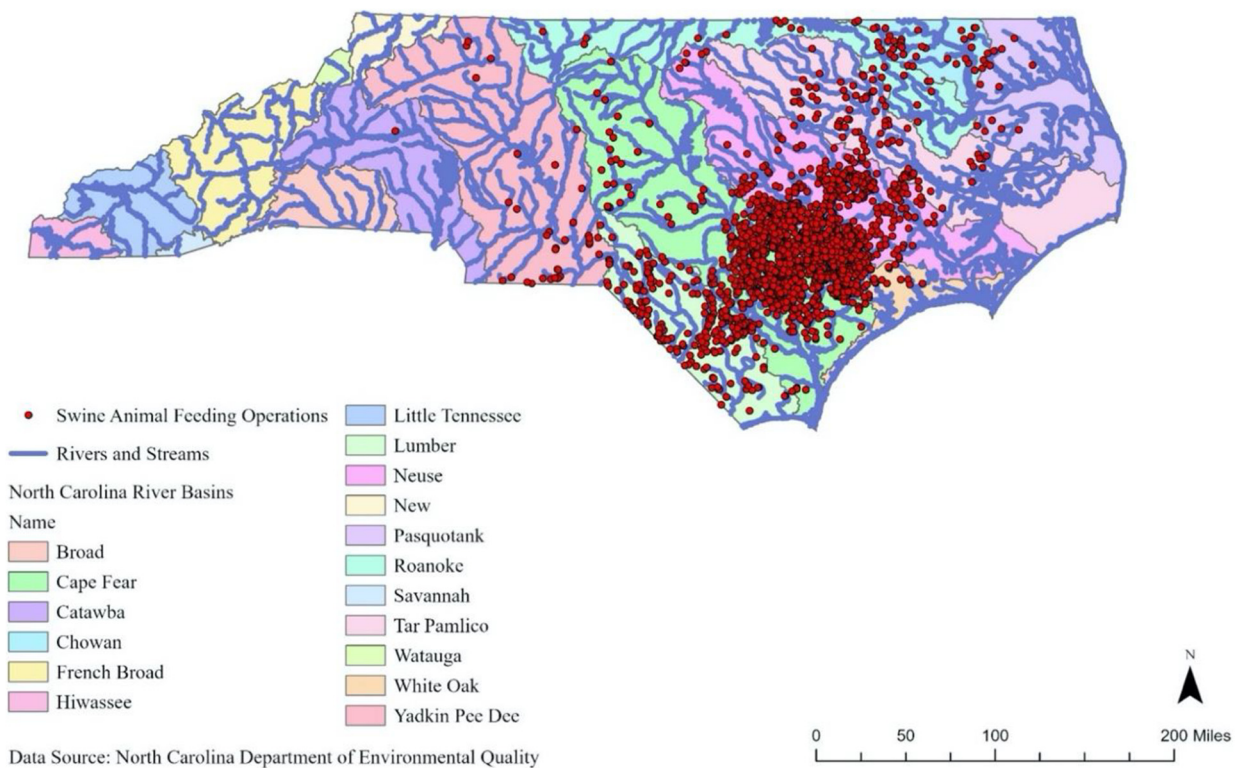 Swine Animal Feeding Operations
Rivers and Streams
North Carolina River Basins
Name
Broad
Cape Fear
Catawba
Chowan
French Broad
Hiwassee
Little Tennessee
Lumber
Neuse
New
Pasquotank
Roanoke
Savannah
Tar Pamlico
Watauga
White Oak
Yadkin Pee Dee
Data Source: North Carolina Department of Environmental Quality
N
0 50 100 200 Miles